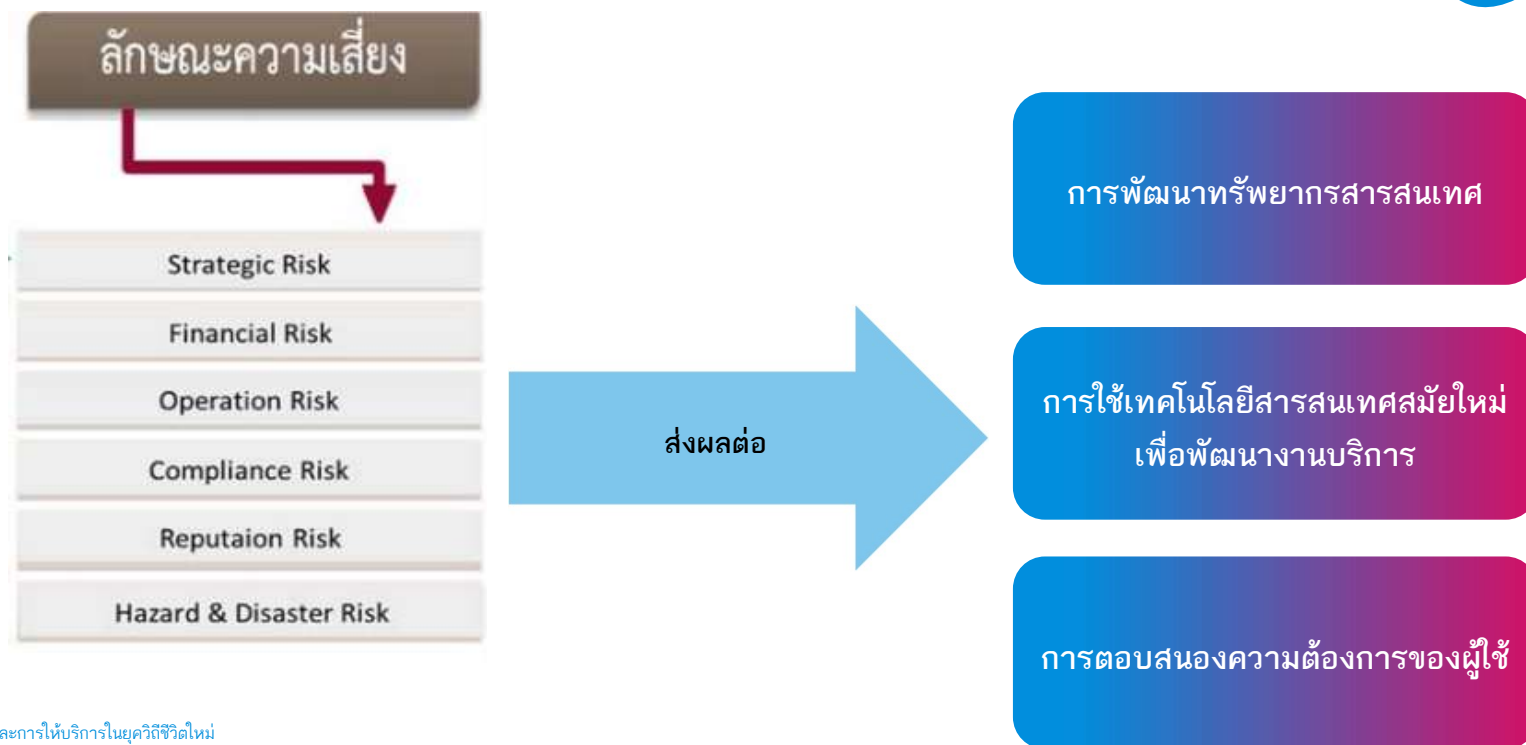 ลักษณะความเสี่ยง
Strategic Risk
Financial Risk
Operation Risk
Compliance Risk
Reputaion Risk
Hazard & Disaster Risk
ส่งผลต่อ
การพัฒนาทรัพยากรสารสนเทศ
การใช้เทคโนโลยีสารสนเทศสมัยใหม่
เพื่อพัฒนางานบริการ
การตอบสนองความต้องการของผู้ใช้
ละการให้บริการในยุควิถีชีวิตใหม่